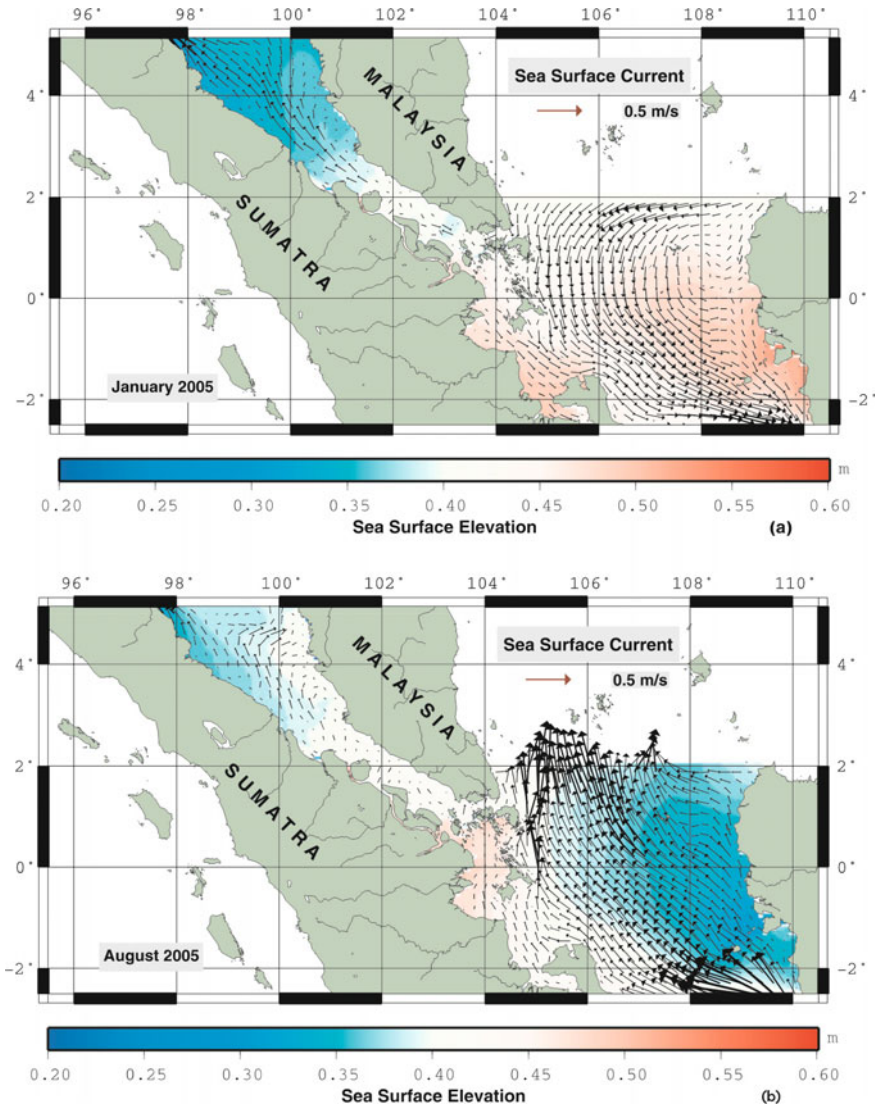 96° 98° 100° 102° 104° 106° 108° 110°
4° Sea Surface Current 4°
0.5 m/s
MALAYSIA
2° 2°
SUMATRA
0° 0°
January 2005
-2° -2°
m
0.20 0.25 0.30 0.35 0.40 0.45 0.50 0.55 0.60
Sea Surface Elevation (a)
96° 98° 100° 102° 104° 106° 108° 110°
4° Sea Surface Current 4°
0.5 m/s
MALAYSIA
2° 2°
SUMATRA
0° 0°
August 2005
-2° -2°
m
0.20 0.25 0.30 0.35 0.40 0.45 0.50 0.55 0.60
Sea Surface Elevation (b)